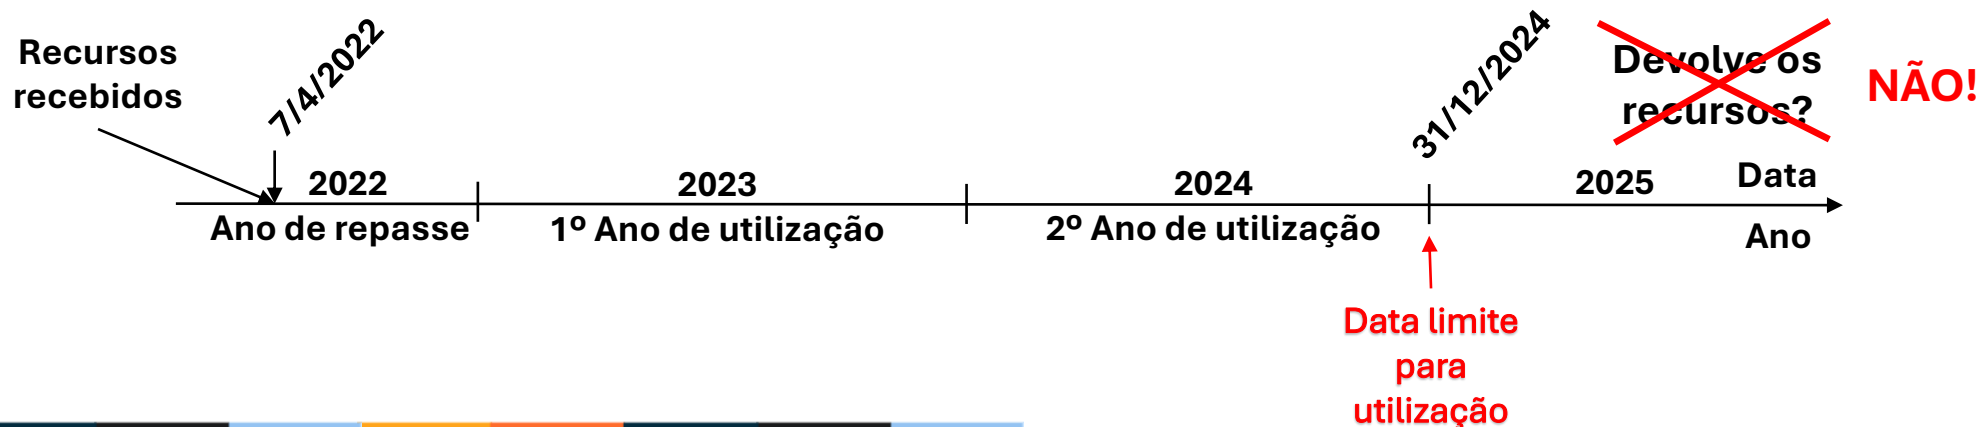 Recursos
recebidos
7/4/2022
31/12/2024
Devolve os
recursos?
NÃO!
2022
2023
2024
2025
Data
Ano de repasse
1º Ano de utilização
2º Ano de utilização
Ano
Data limite
para
utilização